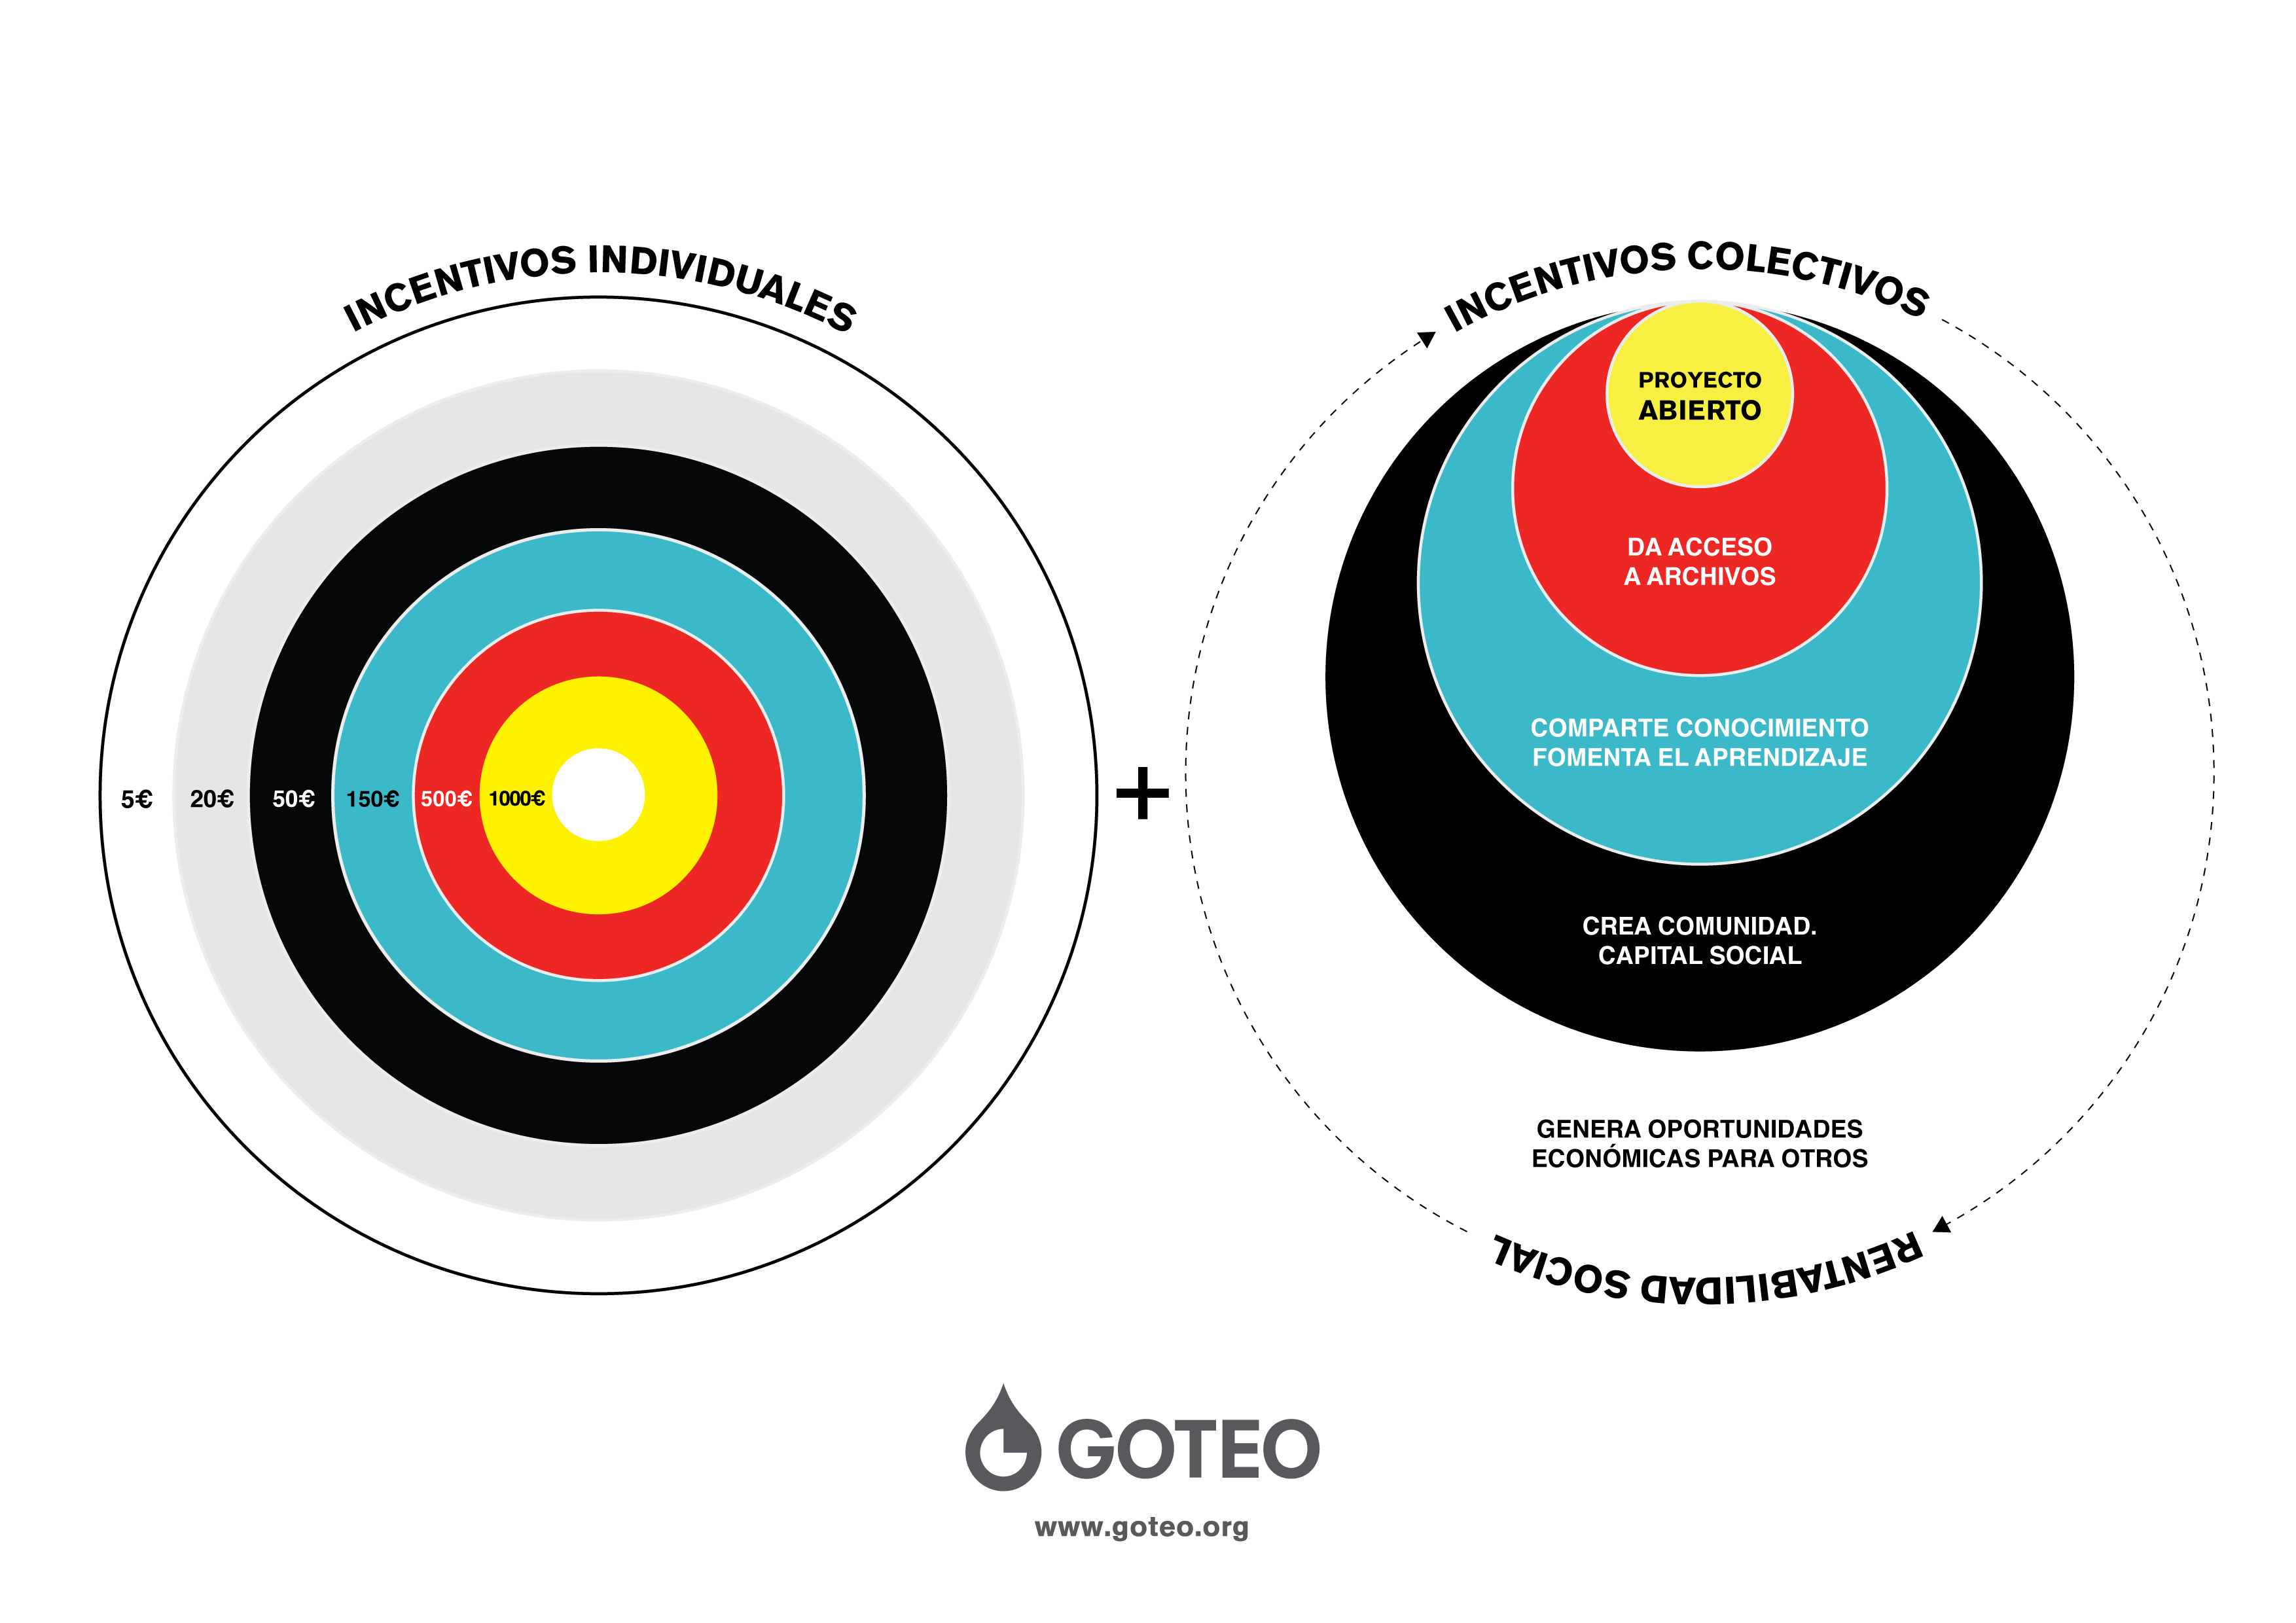 INCENTIVOS INDIVIDUALES
5€ 20€ 50€ 150€ 500€ 1000€
+
INCENTIVOS COLECTIVOS
PROYECTO
ABIERTO
DA ACCESO
A ARCHIVOS
COMPARTE CONOCIMIENTO
FOMENTA EL APRENDIZAJE
CREA COMUNIDAD.
CAPITAL SOCIAL
GENERA OPORTUNIDADES
ECONÓMICAS PARA OTROS
RENTABILIDAD SOCIAL
GOTEO
www.goteo.org